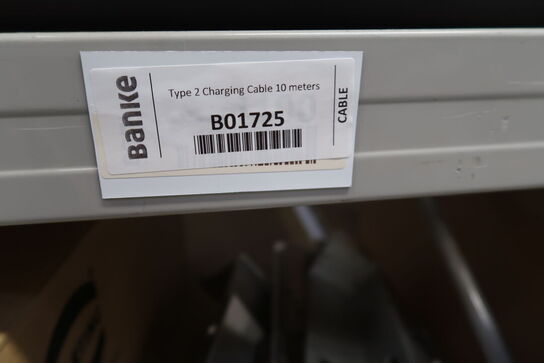 Banke
Type 2 Charging Cable 10 meters
B01725
CABLE